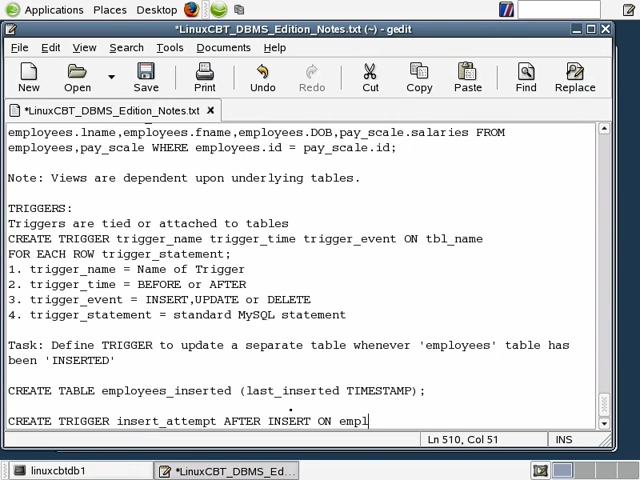 Applications Places Desktop
*LinuxCBT_DBMS_Edition_Notes.txt (~) - gedit
File Edit View Search Tools Documents Help
New Open Save Print Undo Redo Cut Copy Paste Find Replace
*LinuxCBT_DBMS_Edition_Notes.txt x
employees.lname,employees.fname,employees.DOB,pay_scale.salaries FROM
employees,pay_scale WHERE employees.id = pay_scale.id;
Note: Views are dependent upon underlying tables.
TRIGGERS:
Triggers are tied or attached to tables
CREATE TRIGGER trigger_name trigger_time trigger_event ON tbl_name
FOR EACH ROW trigger_statement;
1. trigger_name = Name of Trigger
2. trigger_time = BEFORE or AFTER
3. trigger_event = INSERT,UPDATE or DELETE
4. trigger_statement = standard MySQL statement
Task: Define TRIGGER to update a separate table whenever 'employees' table has
been 'INSERTED'
CREATE TABLE employees_inserted (last_inserted TIMESTAMP);
CREATE TRIGGER insert_attempt AFTER INSERT ON empl
Ln 510, Col 51 INS
linuxcbtdb1 *LinuxCBT_DBMS_Ed...